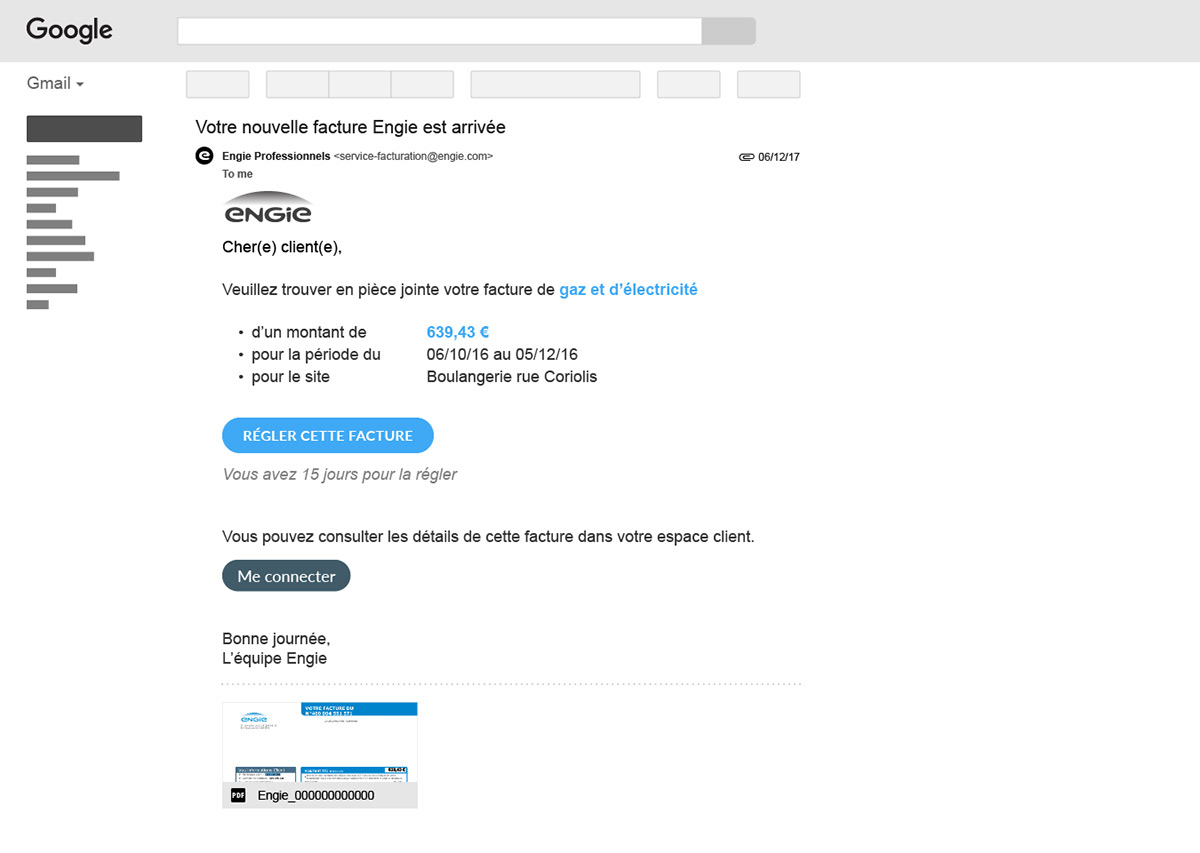 Google
Gmail
Votre nouvelle facture Engie est arrivée
Engie Professionnels <service-facturation@engie.com>
06/12/17
To me
ENGIE
Cher(e) client(e),
Veuillez trouver en pièce jointe votre facture de gaz et d’électricité
• d’un montant de 639,43 €
• pour la période du 06/10/16 au 05/12/16
• pour le site Boulangerie rue Coriolis
RÉGLER CETTE FACTURE
Vous avez 15 jours pour la régler
Vous pouvez consulter les détails de cette facture dans votre espace client.
Me connecter
Bonne journée,
L’équipe Engie
ENGIE
VOTRE FACTURE DU
PDF Engie_000000000000